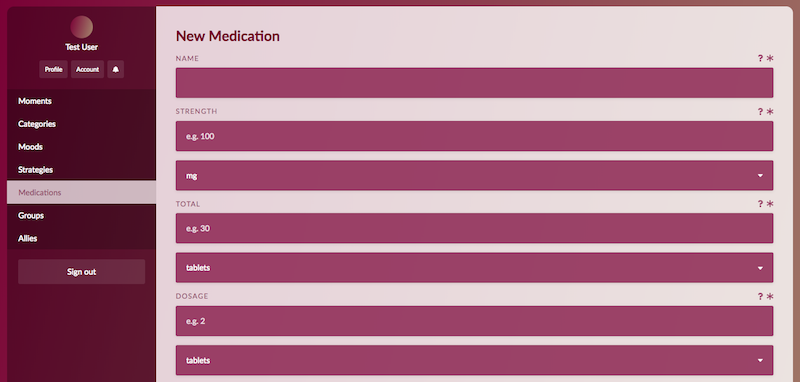 Test User
Profile
Account
Moments
Categories
Moods
Strategies
Medications
Groups
Allies
Sign out
New Medication
NAME
? *
STRENGTH
? *
e.g. 100
mg
TOTAL
? *
e.g. 30
tablets
DOSAGE
? *
e.g. 2
tablets